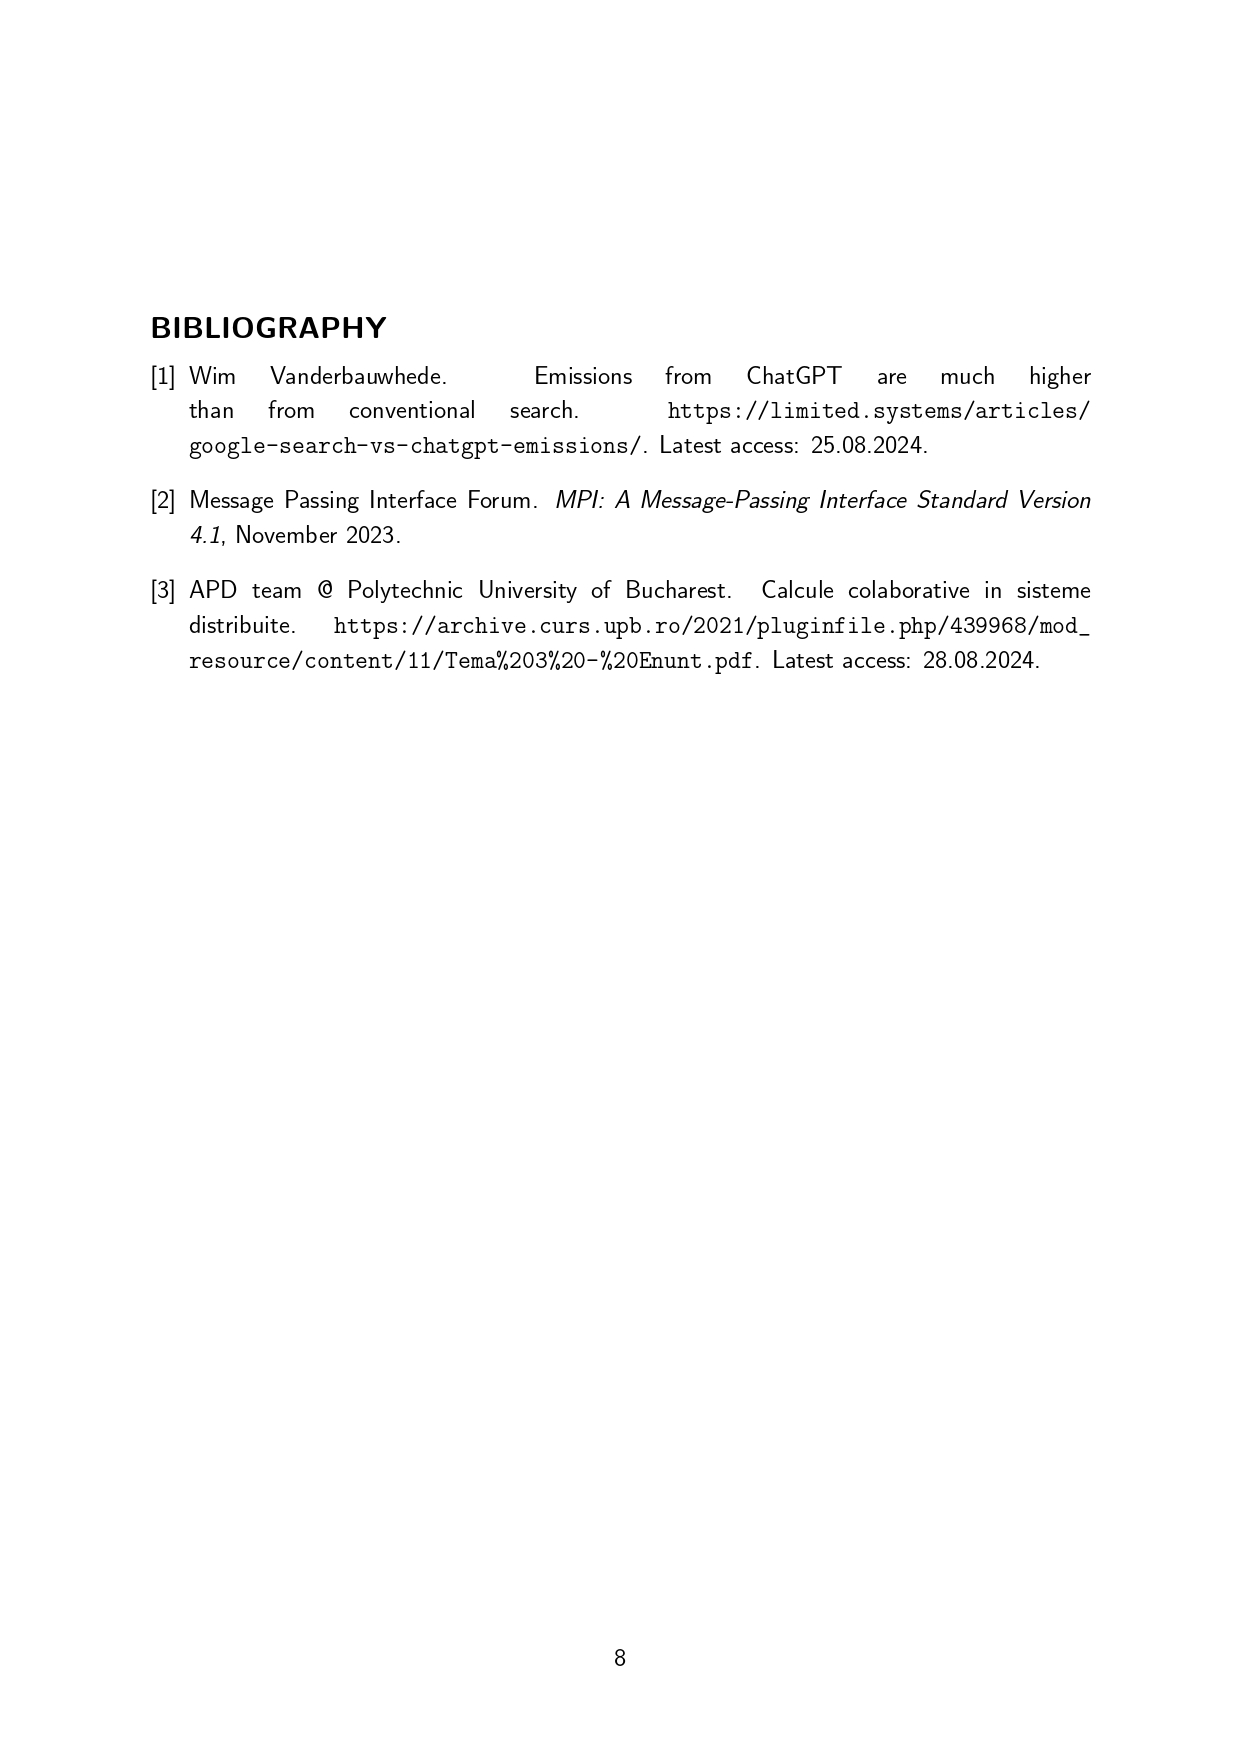 BIBLIOGRAPHY
[1] Wim Vanderbauwhede. Emissions from ChatGPT are much higher
than from conventional search. https://limited.systems/articles/
google-search-vs-chatgpt-emissions/. Latest access: 25.08.2024.
[2] Message Passing Interface Forum. MPI: A Message-Passing Interface Standard Version
4.1, November 2023.
[3] APD team @ Polytechnic University of Bucharest. Calcule colaborative in sisteme
distribuite. https://archive.curs.upb.ro/2021/pluginfile.php/439968/mod_
resource/content/11/Tema%203%20-%20Enunt.pdf. Latest access: 28.08.2024.
8